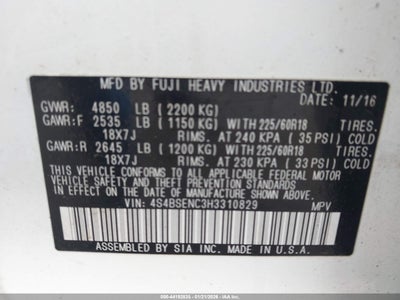 MFD BY FUJI HEAVY INDUSTRIES LTD.
DATE: 11/16
GVWR: 4850 LB (2200 KG)
GAWR:F 2535 LB (1150 KG) WITH 225/60R18 TIRES.
18X7J RIMS. AT 240 KPA (35 PSI) COLD
GAWR:R 2645 LB (1200 KG) WITH 225/60R18 TIRES.
18X7J RIMS. AT 230 KPA (33 PSI) COLD
THIS VEHICLE CONFORMS TO ALL APPLICABLE FEDERAL MOTOR
VEHICLE SAFETY STANDARDS IN EFFECT ON THE DATE OF
MANUFACTURE SHOWN ABOVE.
VIN: 4S4BSENC3H3310829 MPV
ASSEMBLED BY SIA INC. IN U.S.A.